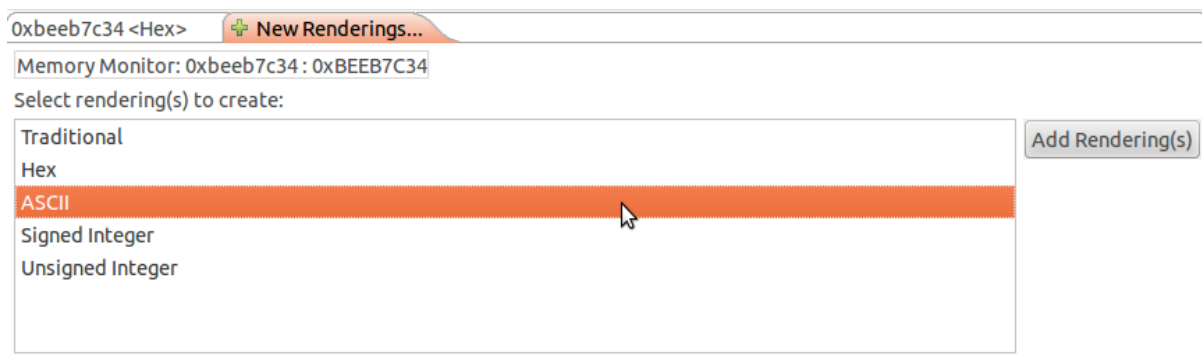 0xbeeb7c34 <Hex> New Renderings...
Memory Monitor: 0xbeeb7c34 : 0xBEEB7C34
Select rendering(s) to create:
Traditional
Add Rendering(s)
Hex
ASCII
Signed Integer
Unsigned Integer